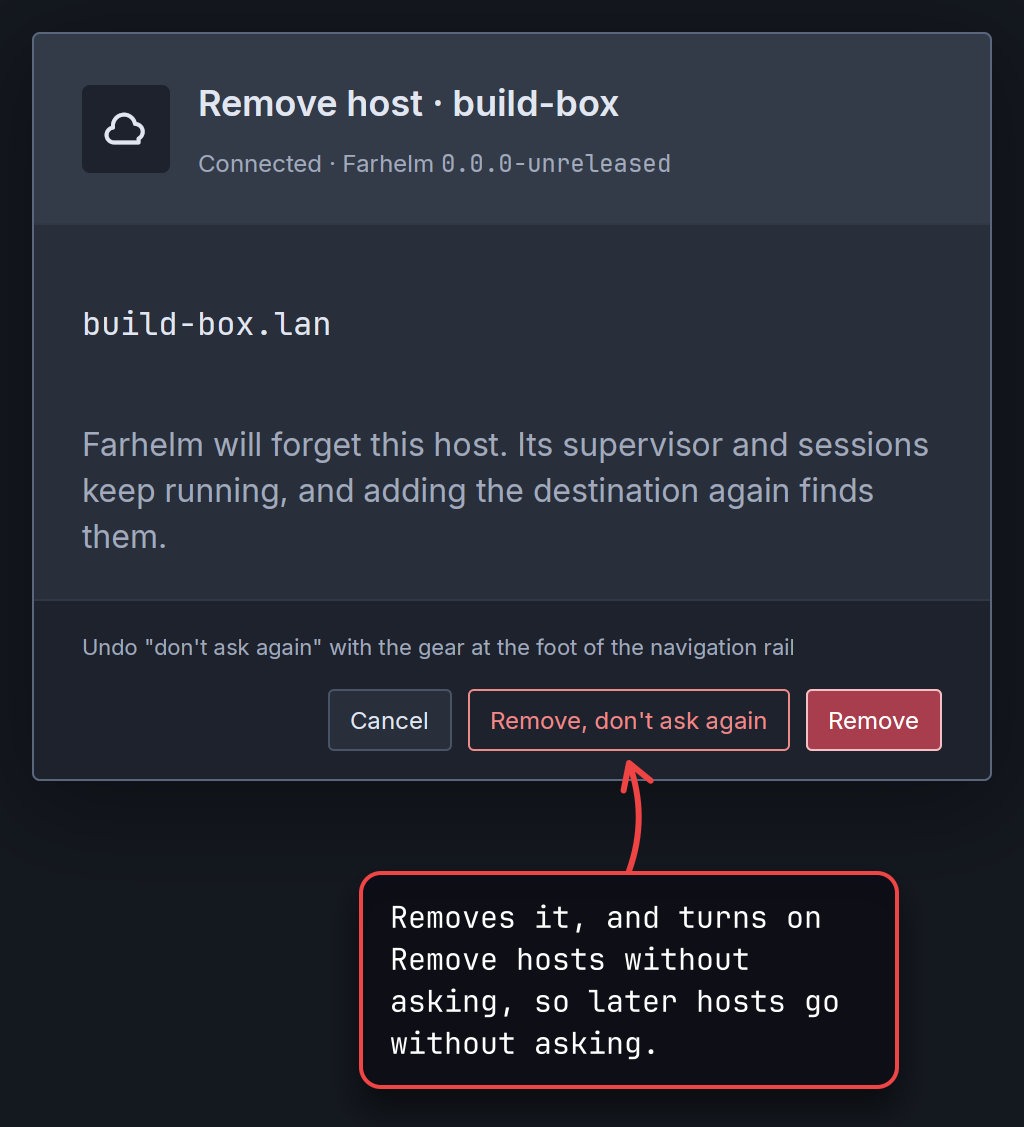 Remove host · build-box
Connected · Farhelm 0.0.0-unreleased
build-box.lan
Farhelm will forget this host. Its supervisor and sessions
keep running, and adding the destination again finds
them.
Undo "don't ask again" with the gear at the foot of the navigation rail
Cancel
Remove, don't ask again
Remove
Removes it, and turns on
Remove hosts without
asking, so later hosts go
without asking.